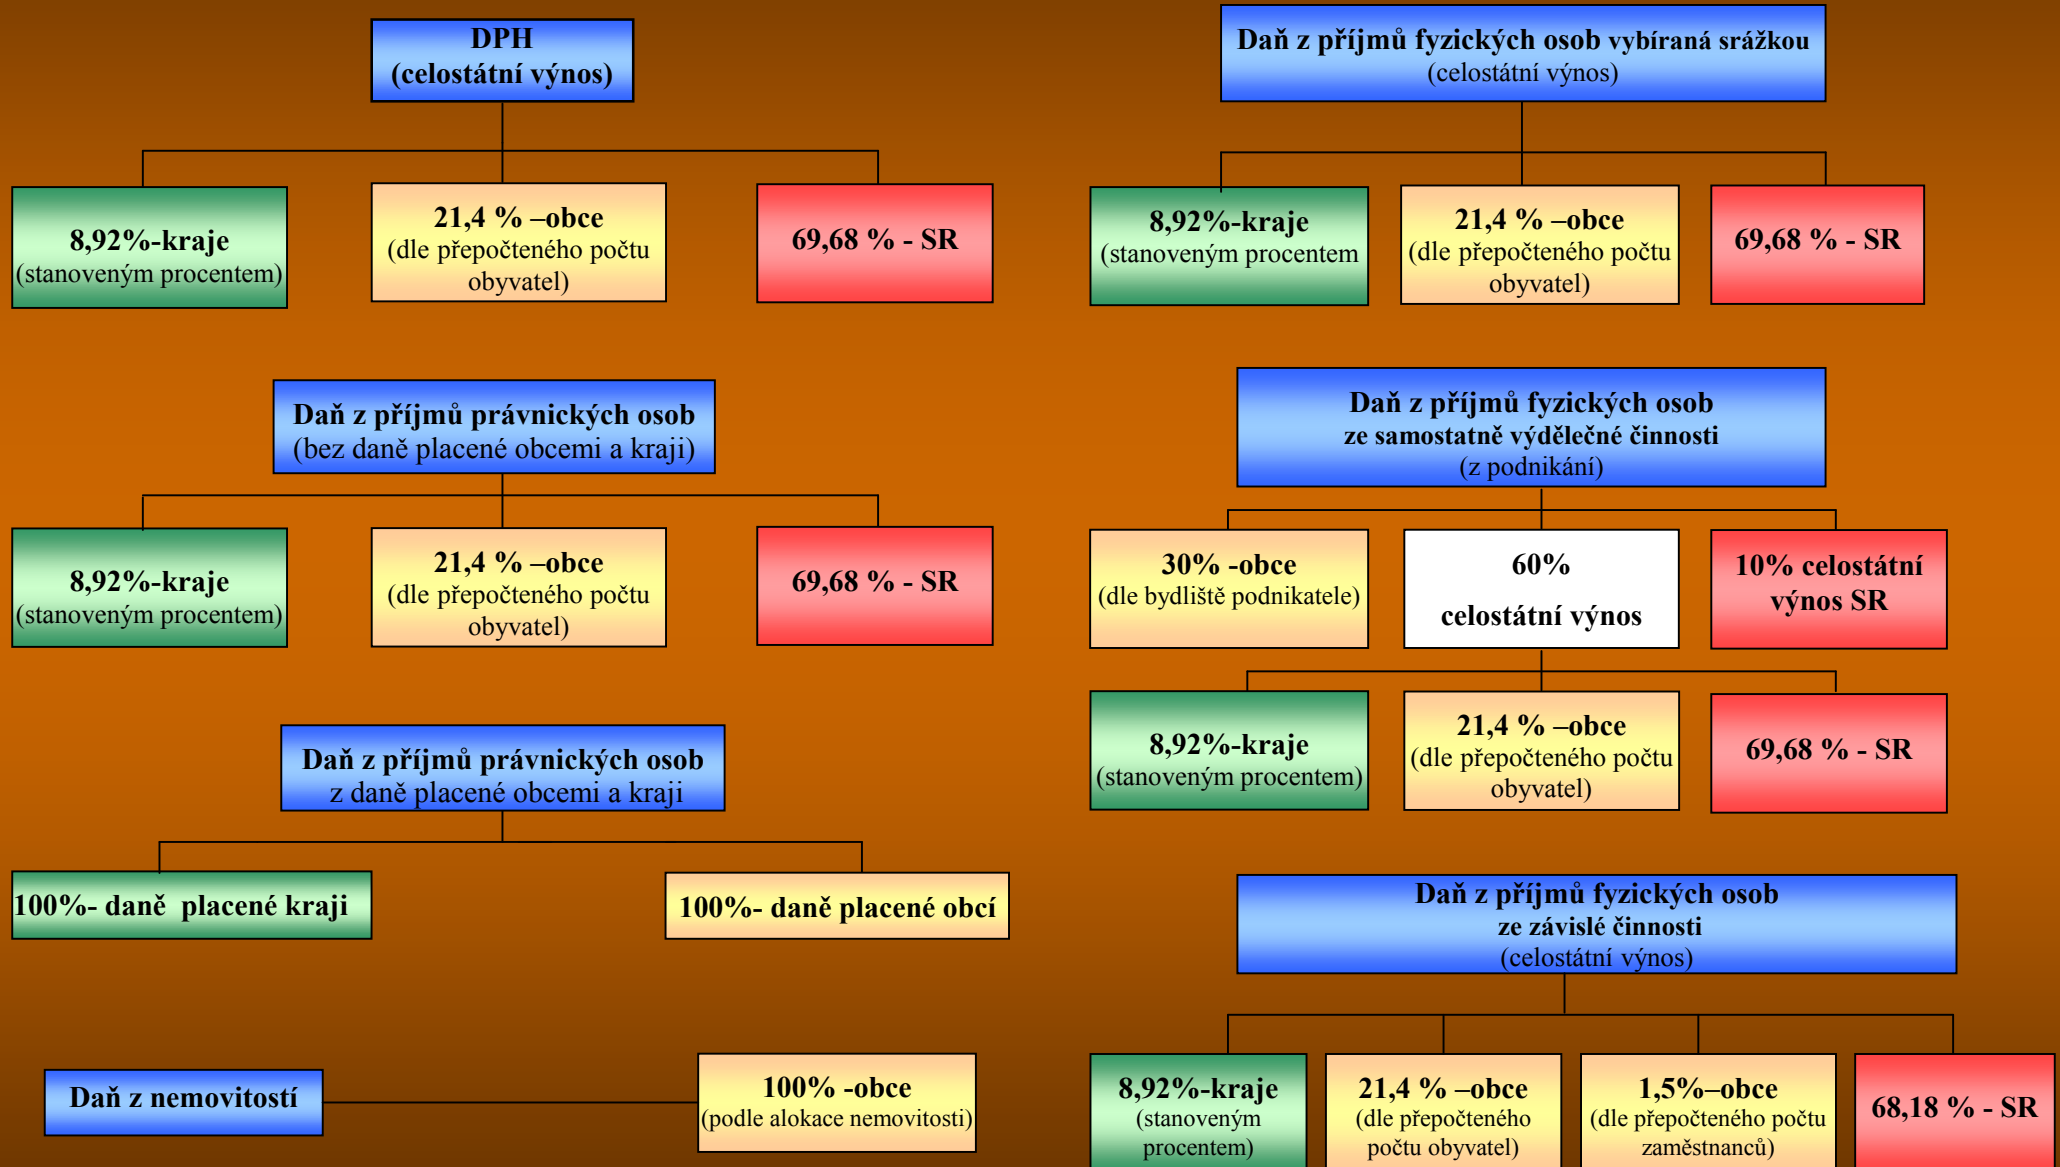 DPH
(celostátní výnos)
8,92%-kraje
(stanoveným procentem)
21,4 % –obce
(dle přepočteného počtu
obyvatel)
69,68 % - SR
Daň z příjmů fyzických osob vybíraná srážkou
(celostátní výnos)
8,92%-kraje
(stanoveným procentem
21,4 % –obce
(dle přepočteného počtu
obyvatel)
69,68 % - SR
Daň z příjmů právnických osob
(bez daně placené obcemi a kraji)
8,92%-kraje
(stanoveným procentem)
21,4 % –obce
(dle přepočteného počtu
obyvatel)
69,68 % - SR
Daň z příjmů fyzických osob
ze samostatně výdělečné činnosti
(z podnikání)
30% -obce
(dle bydliště podnikatele)
60%
celostátní výnos
10% celostátní
výnos SR
8,92%-kraje
(stanoveným procentem)
21,4 % –obce
(dle přepočteného počtu
obyvatel)
69,68 % - SR
Daň z příjmů právnických osob
z daně placené obcemi a kraji
100%- daně placené kraji
100%- daně placené obcí
Daň z příjmů fyzických osob
ze závislé činnosti
(celostátní výnos)
8,92%-kraje
(stanoveným
procentem)
21,4 % –obce
(dle přepočteného
počtu obyvatel)
1,5%–obce
(dle přepočteného počtu
zaměstnanců)
68,18 % - SR
Daň z nemovitostí
100% -obce
(podle alokace nemovitosti)